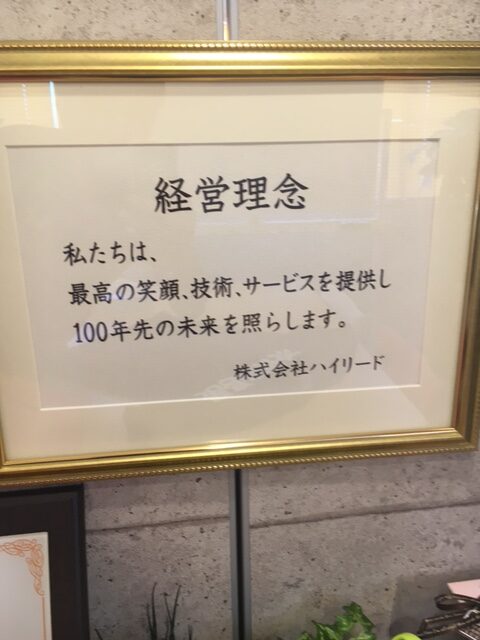 経営理念
私たちは、
最高の笑顔、技術、サービスを提供し
100年先の未来を照らします。
株式会社ハイリード